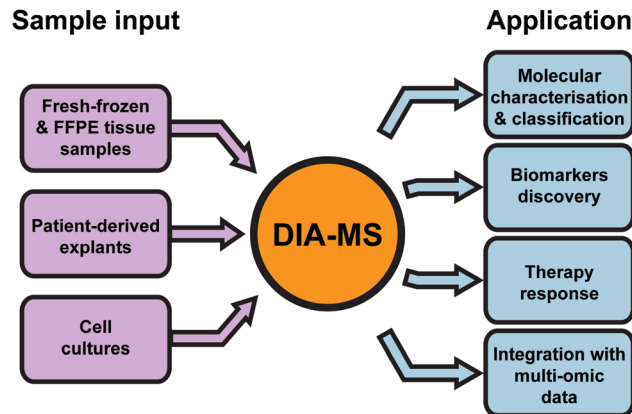 Sample input
Application
Fresh-frozen
& FFPE tissue
samples
Patient-derived
explants
Cell
cultures
DIA-MS
Molecular
characterisation
& classification
Biomarkers
discovery
Therapy
response
Integration with
multi-omic
data